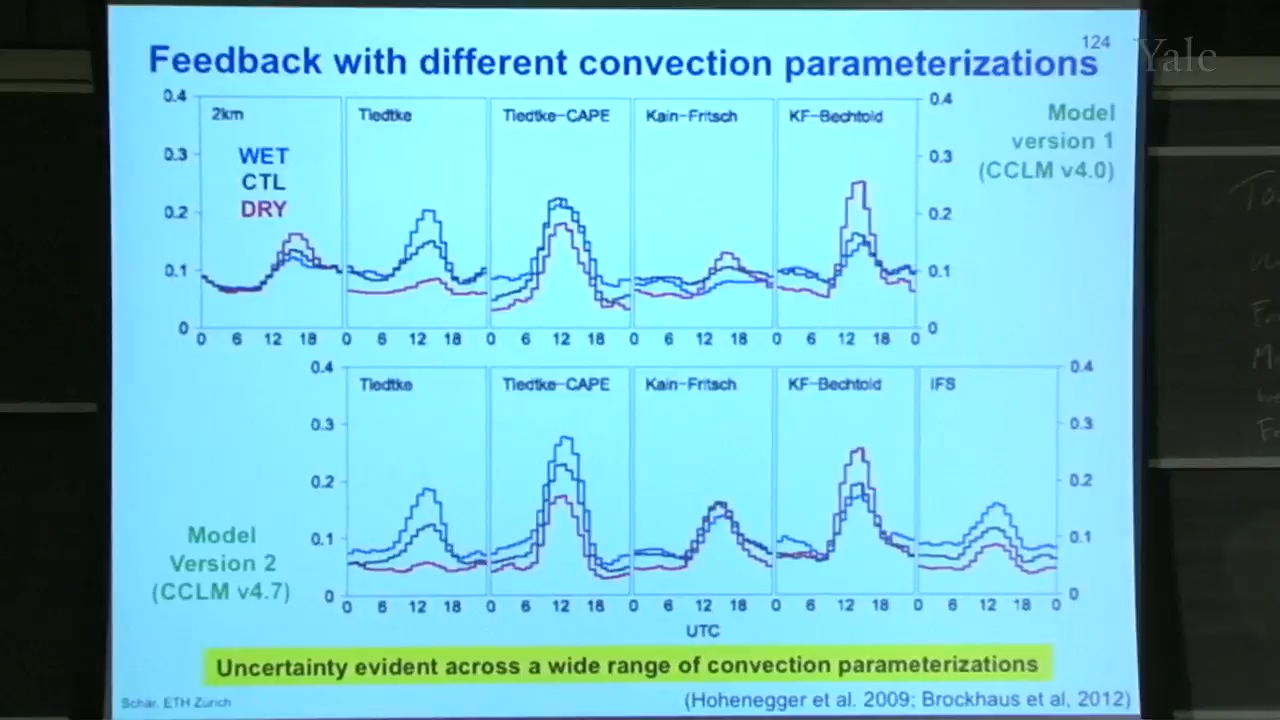 124
Yale
Feedback with different convection parameterizations
0.4
0.3
0.2
0.1
0
2km
WET
CTL
DRY
Tiedtke
Tiedtke-CAPE
Kain-Fritsch
KF-Bechtold
0.4
0.3
0.2
0.1
0
Model
version 1
(CCLM v4.0)
0 6 12 18 0 6 12 18 0 6 12 18 0 6 12 18 0 6 12 18 0
0.4
0.3
0.2
0.1
0
Tiedtke
Tiedtke-CAPE
Kain-Fritsch
KF-Bechtold
IFS
0.4
0.3
0.2
0.1
0
Model
Version 2
(CCLM v4.7)
0 6 12 18 0 6 12 18 0 6 12 18 0 6 12 18 0 6 12 18 0
UTC
Uncertainty evident across a wide range of convection parameterizations
Schär, ETH Zürich
(Hohenegger et al. 2009; Brockhaus et al, 2012)